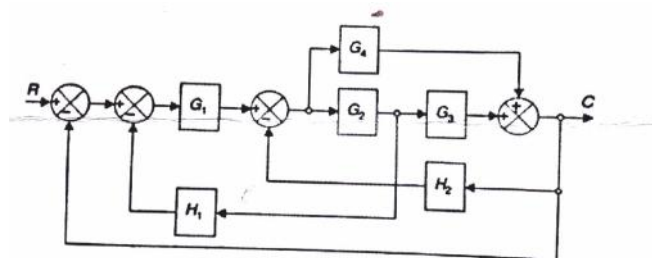 G₄
R + − + − G₁ + − G₂ G₃ + + C
H₂
H₁